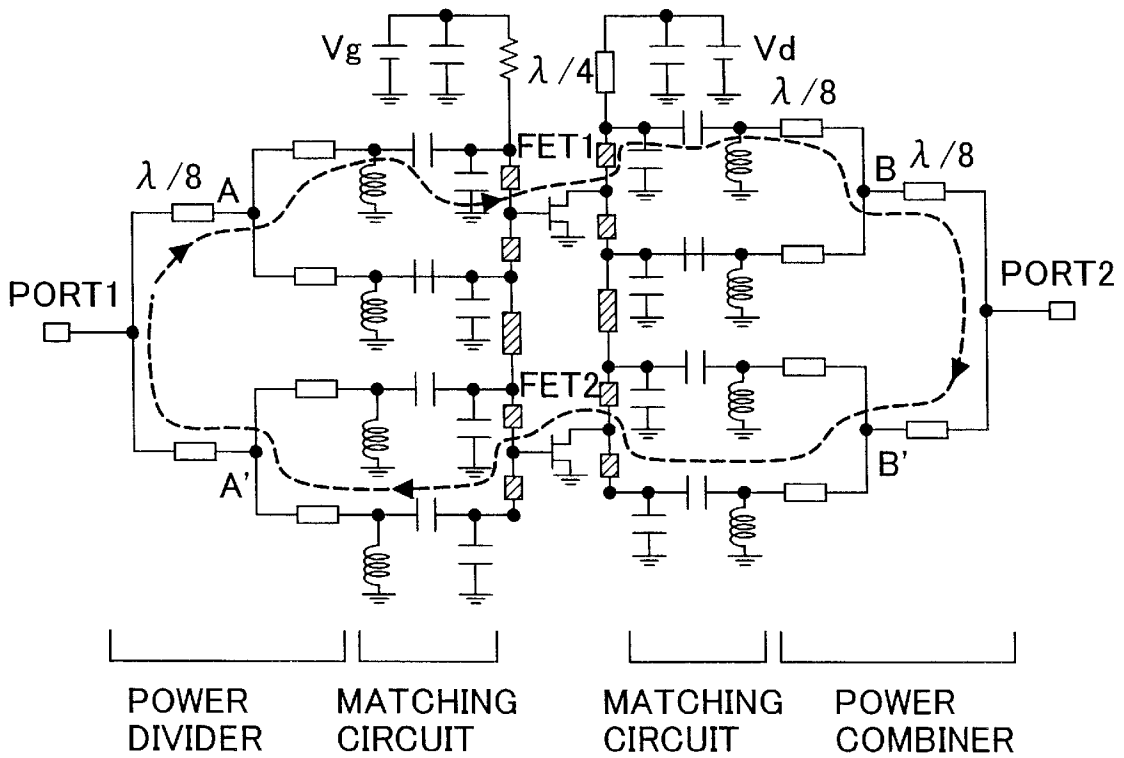 Vg
λ/4
Vd
λ/8
FET1
λ/8
A
B
λ/8
PORT1
PORT2
FET2
A'
B'
POWER
DIVIDER
MATCHING
CIRCUIT
MATCHING
CIRCUIT
POWER
COMBINER